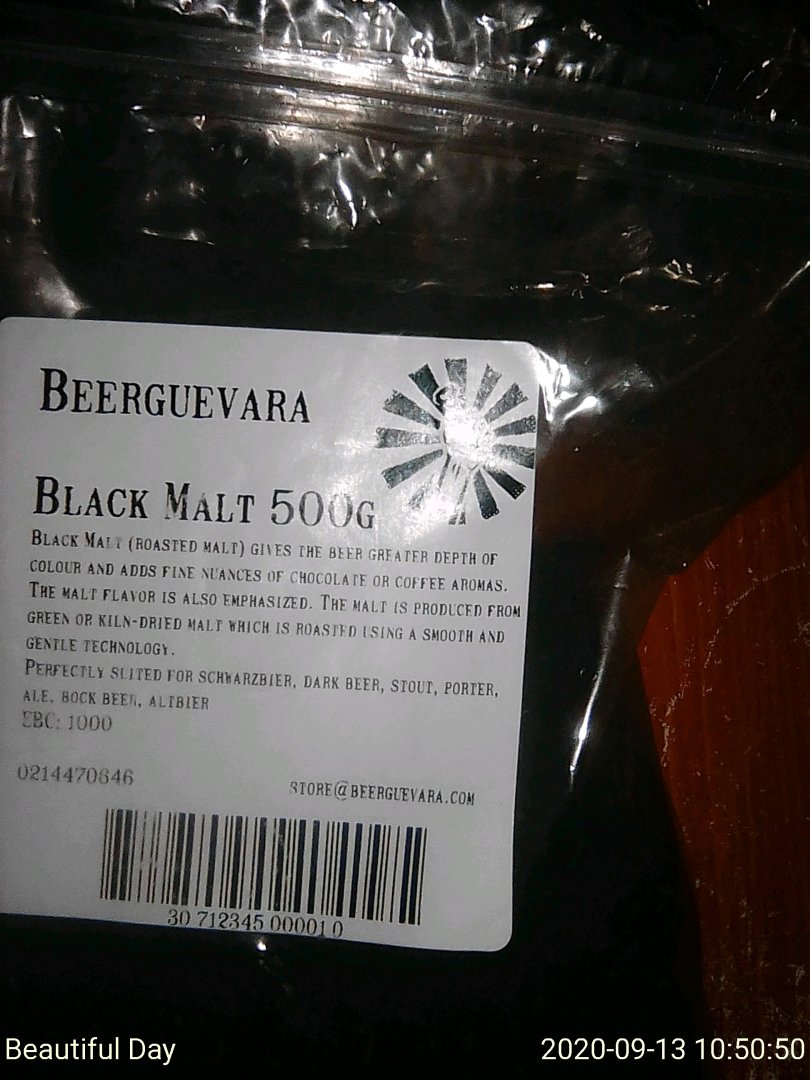 BEERGUEVARA
BLACK MALT 500G
BLACK MALT (ROASTED MALT) GIVES THE BEER GREATER DEPTH OF
COLOUR AND ADDS FINE NUANCES OF CHOCOLATE OR COFFEE AROMAS.
THE MALT FLAVOR IS ALSO EMPHASIZED. THE MALT IS PRODUCED FROM
GREEN OR KILN-DRIED MALT WHICH IS ROASTED USING A SMOOTH AND
GENTLE TECHNOLOGY.
PERFECTLY SUITED FOR SCHWARZBIER, DARK BEER, STOUT, PORTER,
ALE, BOCK BEER, ALTBIER
EBC: 1000
0214470646
STORE@BEERGUEVARA.COM
30 712345 00001 0
Beautiful Day
2020-09-13 10:50:50